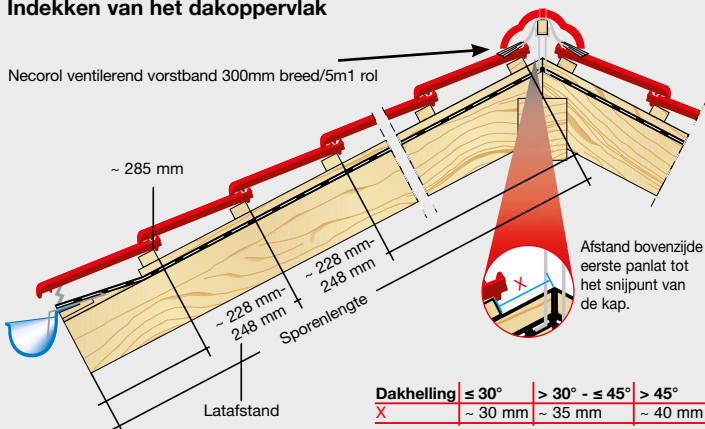 Indekken van het dakoppervlak
Necorol ventilerend vorstband 300mm breed/5m1 rol
~ 285 mm
~ 228 mm-
248 mm
~ 228 mm-
248 mm
Sporenlengte
Latafstand
X
Afstand bovenzijde
eerste panlat tot
het snijpunt van
de kap.
Dakhelling ≤ 30° > 30° - ≤ 45° > 45°
X ~ 30 mm ~ 35 mm ~ 40 mm